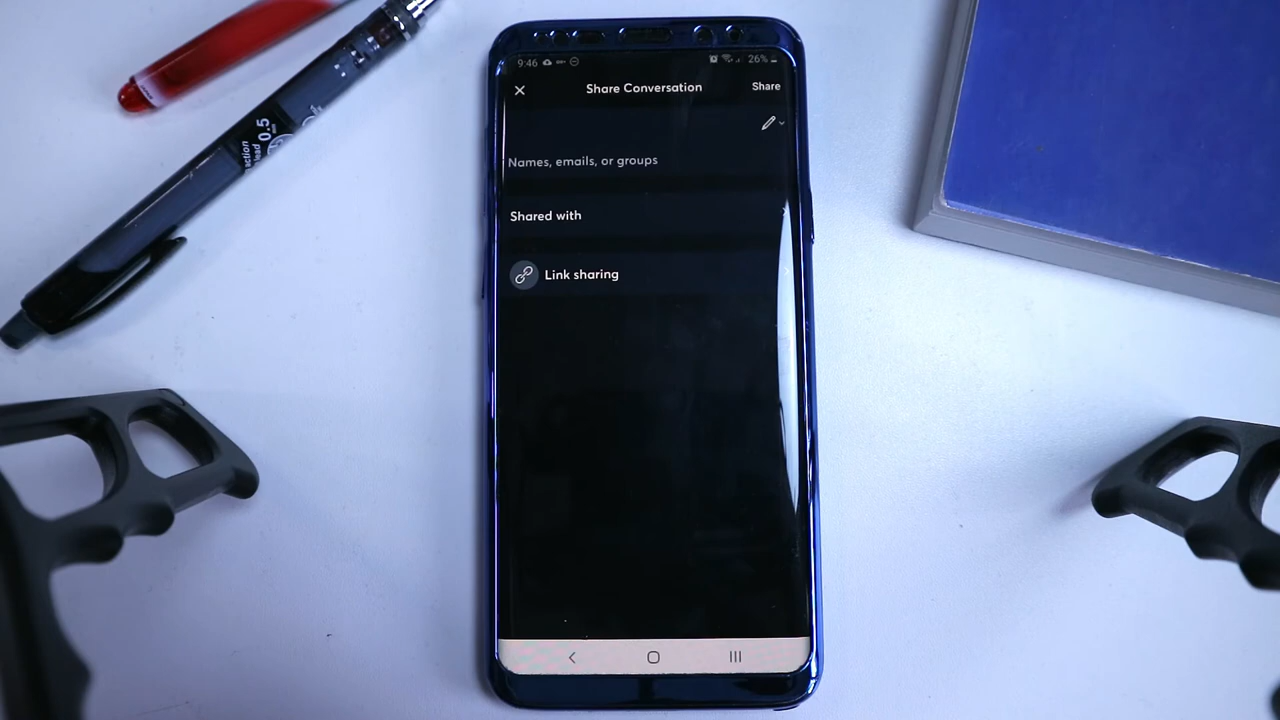 9:46
26%
Share Conversation
Share
Names, emails, or groups
Shared with
Link sharing
0.5